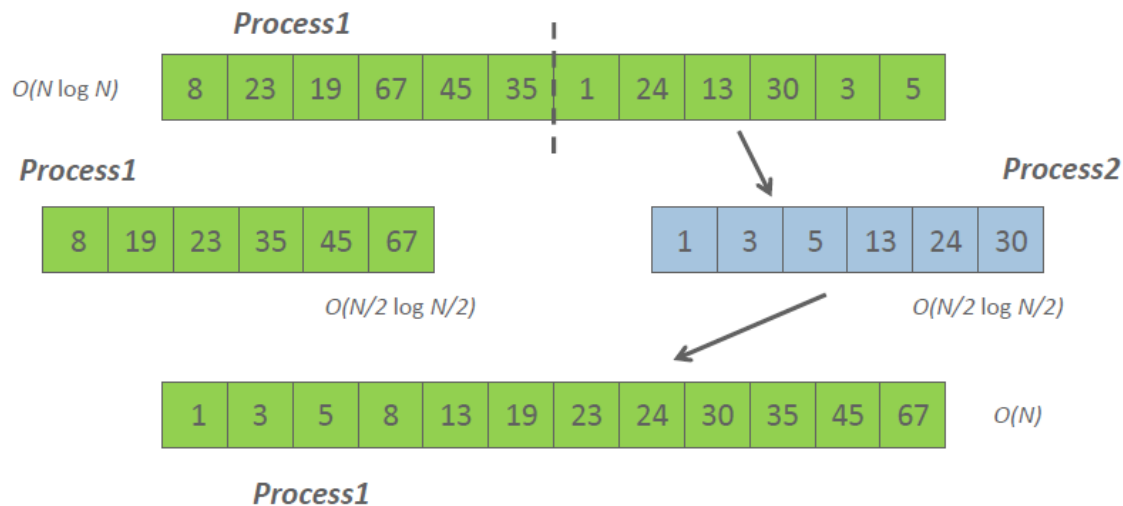 Process1
O(N log N) 8 23 19 67 45 35 1 24 13 30 3 5
Process1 Process2
8 19 23 35 45 67 1 3 5 13 24 30
O(N/2 log N/2) O(N/2 log N/2)
1 3 5 8 13 19 23 24 30 35 45 67 O(N)
Process1